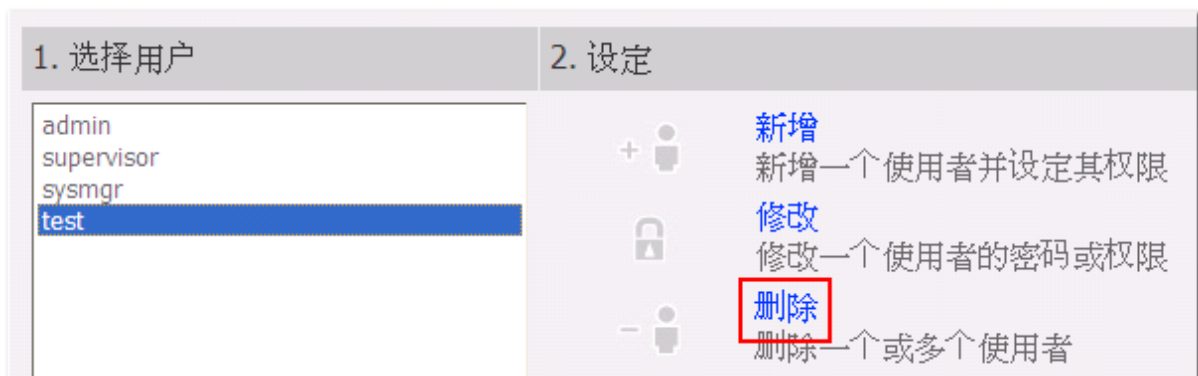 1. 选择用户
2. 设定
admin
supervisor
sysmgr
test
新增
新增一个使用者并设定其权限
修改
修改一个使用者的密码或权限
删除
删除一个或多个使用者